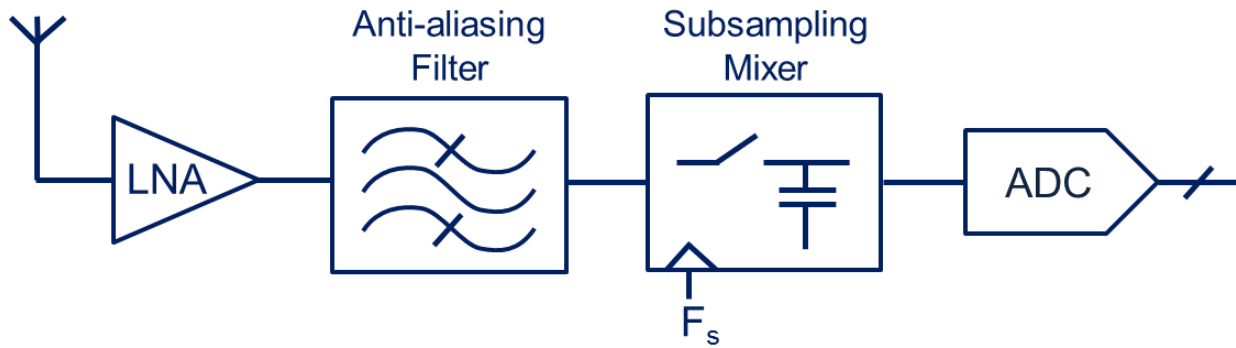 Anti-aliasing
Filter
Subsampling
Mixer
LNA
ADC
Fs